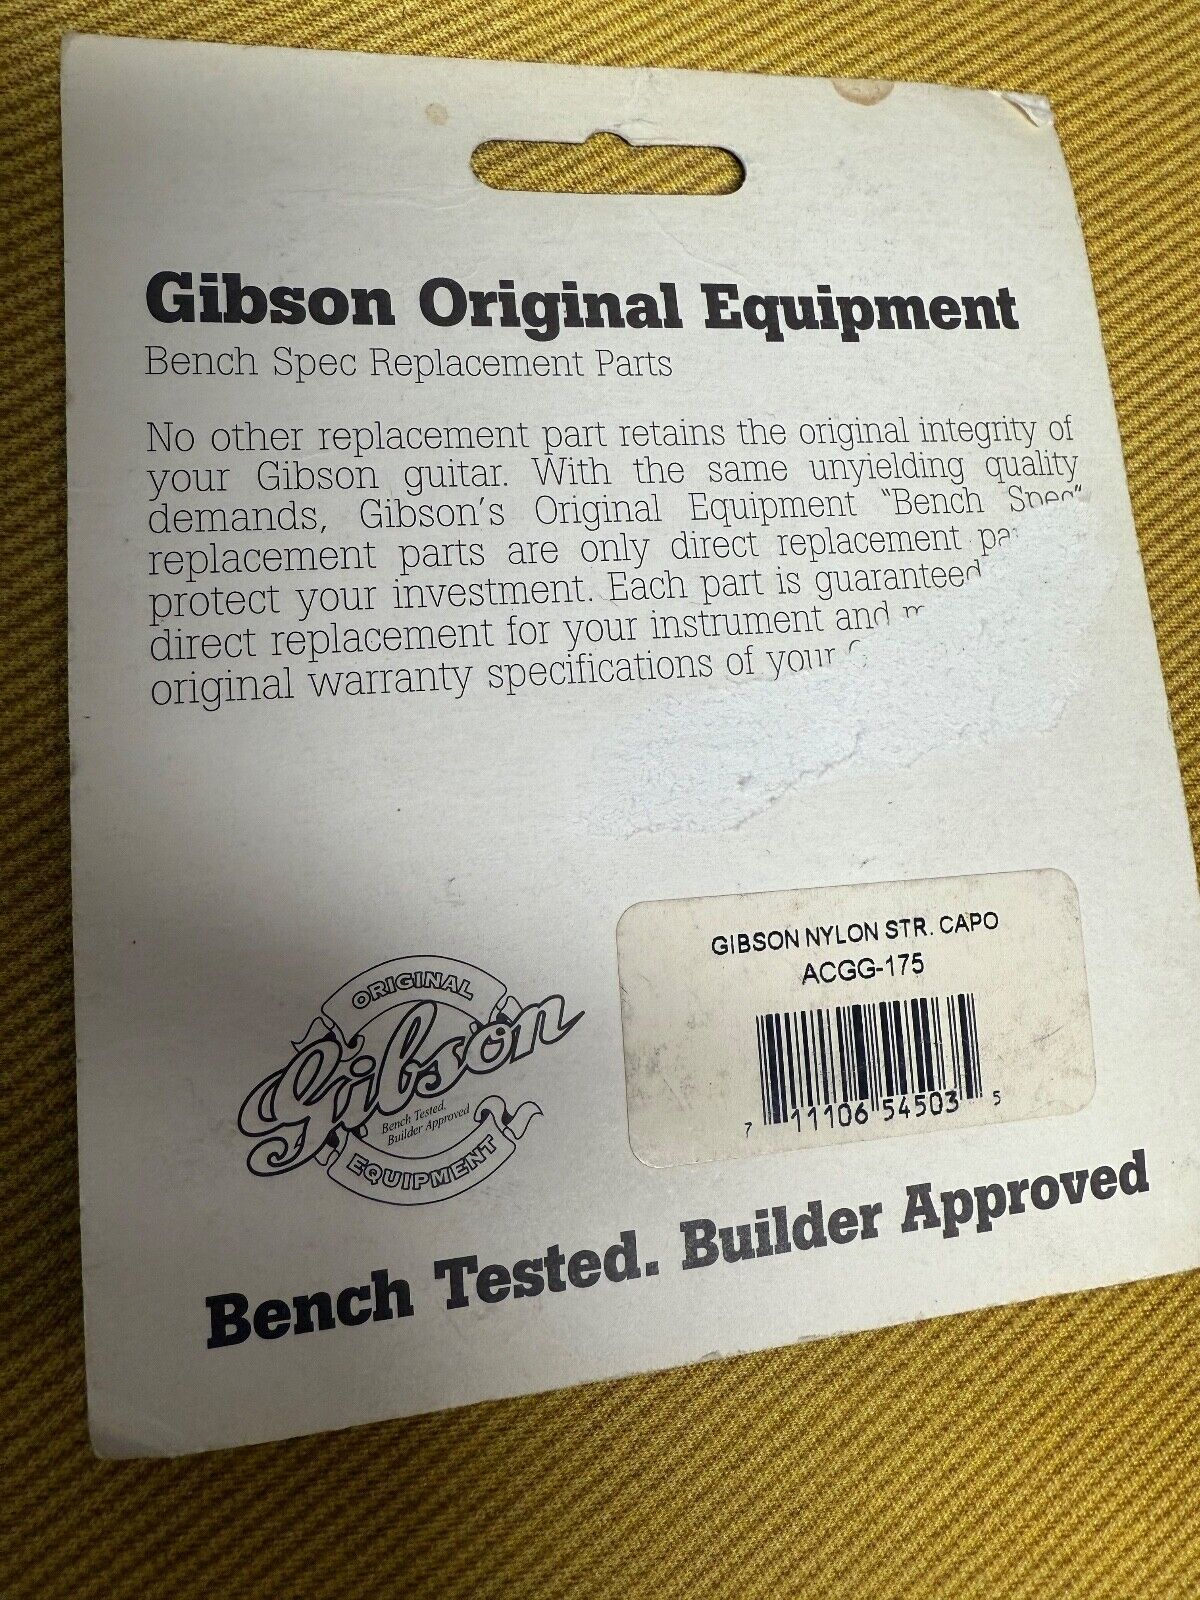 Gibson Original Equipment
Bench Spec Replacement Parts
No other replacement part retains the original integrity of
your Gibson guitar. With the same unyielding quality
demands, Gibson's Original Equipment "Bench Spec"
replacement parts are only direct replacement
protect your investment. Each part is guaranteed
direct replacement for your instrument and
original warranty specifications of your
GIBSON NYLON STR. CAPO
ACGG-175
7 11106 54503 5
ORIGINAL
Gibson
Bench Tested.
Builder Approved
EQUIPMENT
Bench Tested. Builder Approved